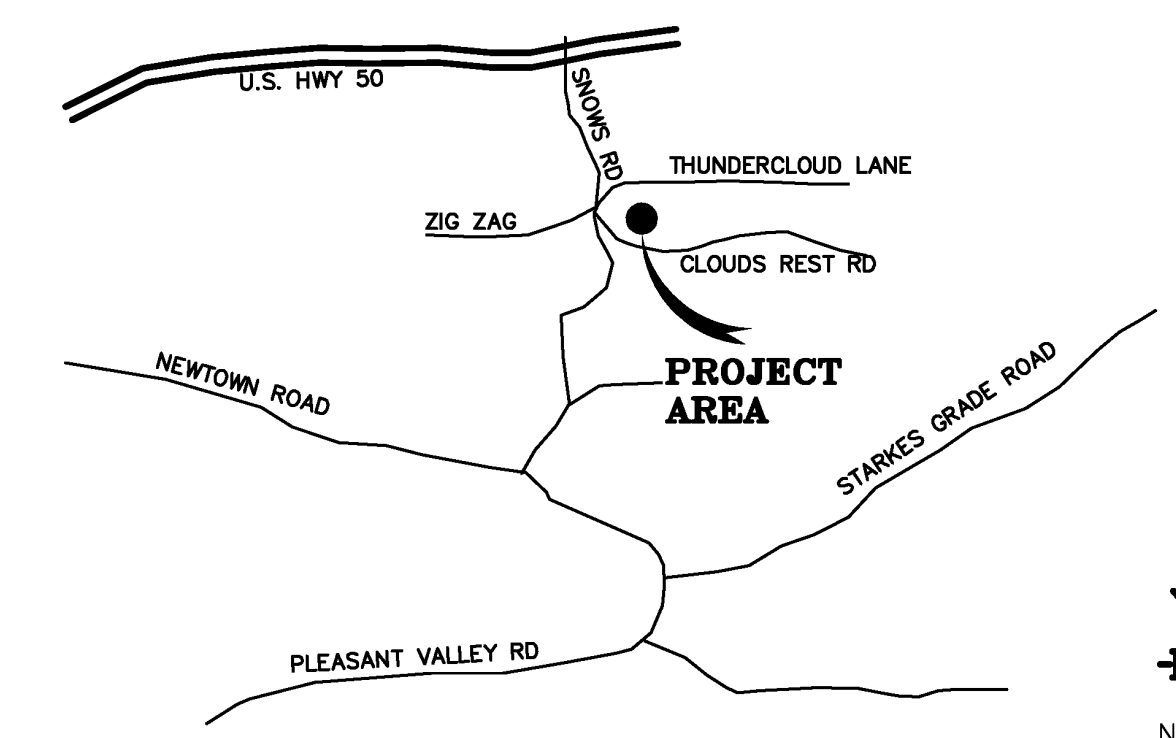 U.S. HWY 50
SNOWS RD
THUNDERCLOUD LANE
ZIG ZAG
CLOUDS REST RD
PROJECT
AREA
NEWTOWN ROAD
STARKES GRADE ROAD
PLEASANT VALLEY RD
N